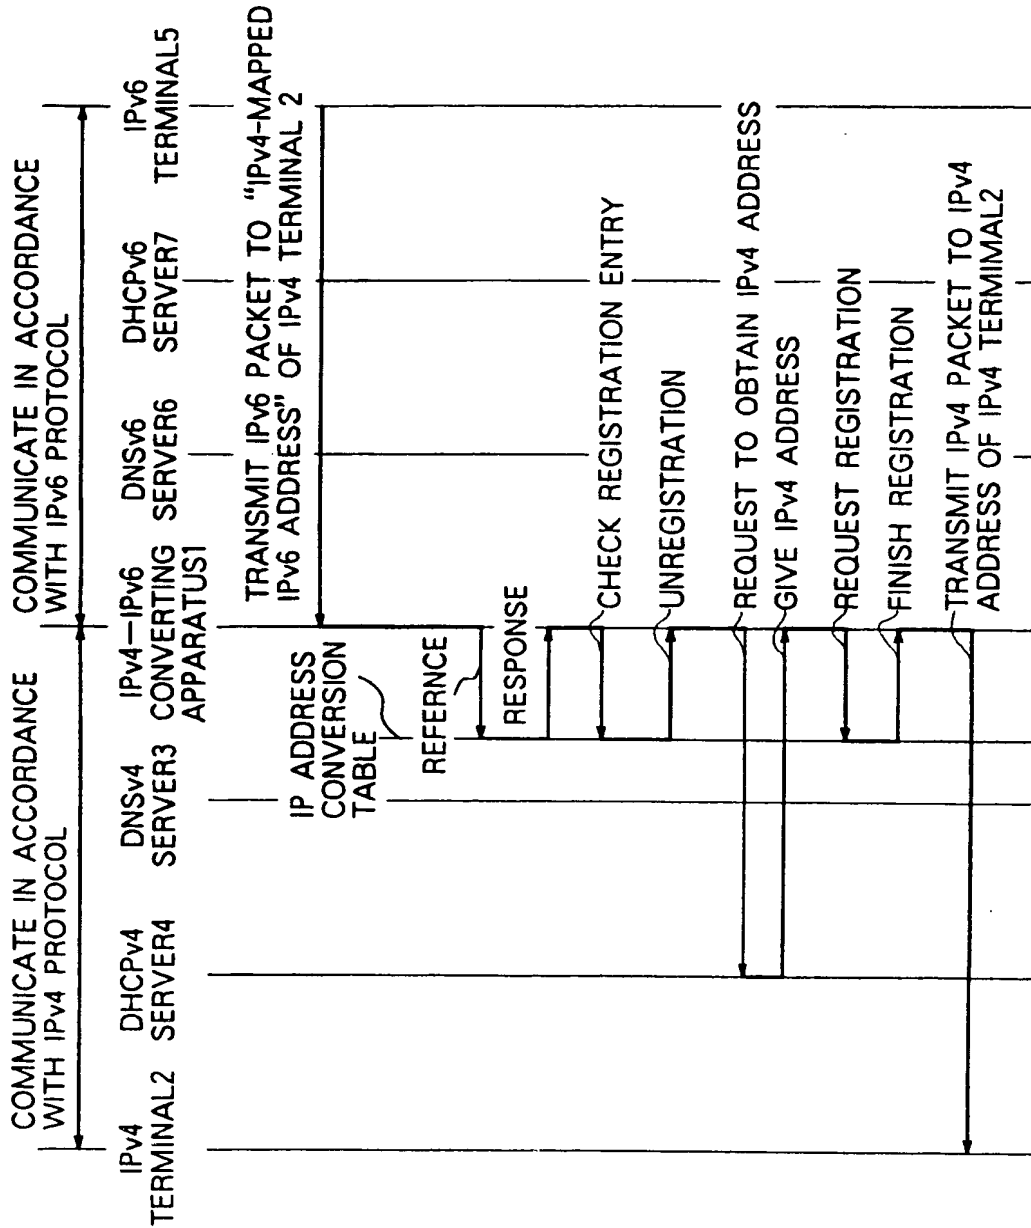 COMMUNICATE IN ACCORDANCE
WITH IPv4 PROTOCOL
COMMUNICATE IN ACCORDANCE
WITH IPv6 PROTOCOL
IPv4
TERMINAL2
DHCPv4
SERVER4
DNSv4
SERVER3
IPv4—IPv6
CONVERTING
APPARATUS1
DNSv6
SERVER6
DHCPv6
SERVER7
IPv6
TERMINAL5
TRANSMIT IPv6 PACKET TO "IPv4-MAPPED
IPv6 ADDRESS" OF IPv4 TERMINAL 2
IP ADDRESS
CONVERSION
TABLE
REFERNCE
RESPONSE
CHECK REGISTRATION ENTRY
UNREGISTRATION
REQUEST TO OBTAIN IPv4 ADDRESS
GIVE IPv4 ADDRESS
REQUEST REGISTRATION
FINISH REGISTRATION
TRANSMIT IPv4 PACKET TO IPv4
ADDRESS OF IPv4 TERMIMAL2